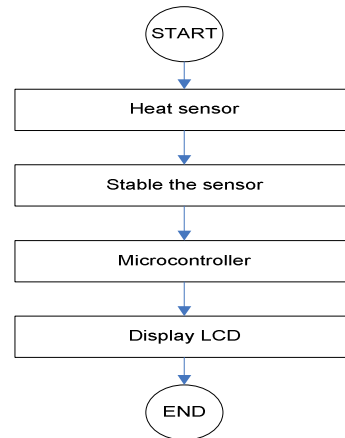 START
Heat sensor
Stable the sensor
Microcontroller
Display LCD
END